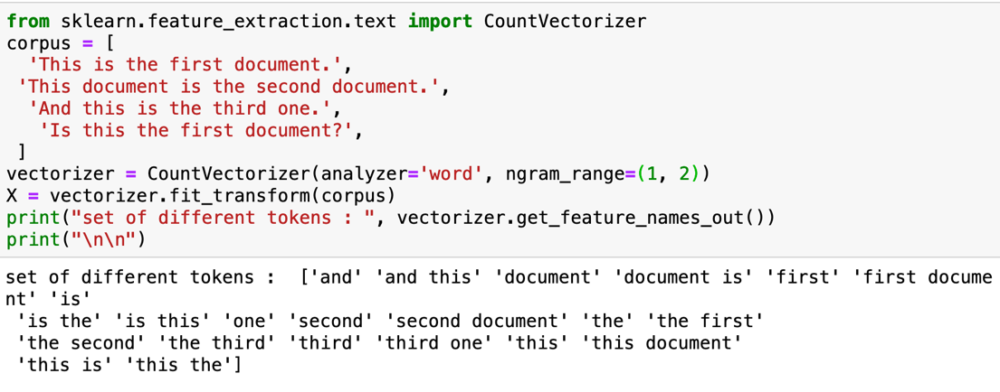 from sklearn.feature_extraction.text import CountVectorizer
corpus = [
  'This is the first document.',
 'This document is the second document.',
  'And this is the third one.',
   'Is this the first document?',
 ]
vectorizer = CountVectorizer(analyzer='word', ngram_range=(1, 2))
X = vectorizer.fit_transform(corpus)
print("set of different tokens : ", vectorizer.get_feature_names_out())
print("\n\n")
set of different tokens :  ['and' 'and this' 'document' 'document is' 'first' 'first docume
nt' 'is'
 'is the' 'is this' 'one' 'second' 'second document' 'the' 'the first'
 'the second' 'the third' 'third' 'third one' 'this' 'this document'
 'this is' 'this the']